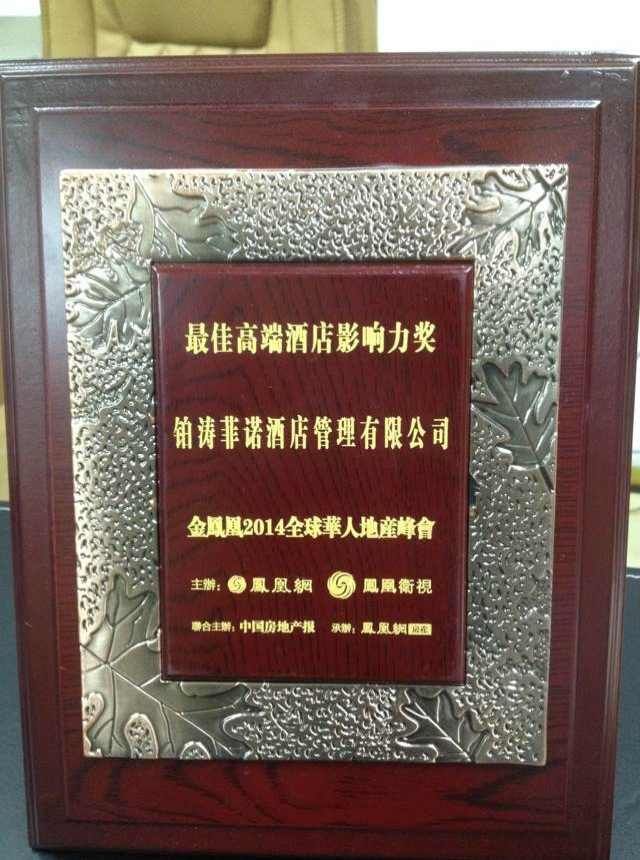 最佳高端酒店影响力奖
铂涛菲诺酒店管理有限公司
金鳳凰2014全球華人地産峰會
主辦: 鳳凰網 鳳凰衛視
聯合主辦: 中国房地产报 承辦: 鳳凰網 房産